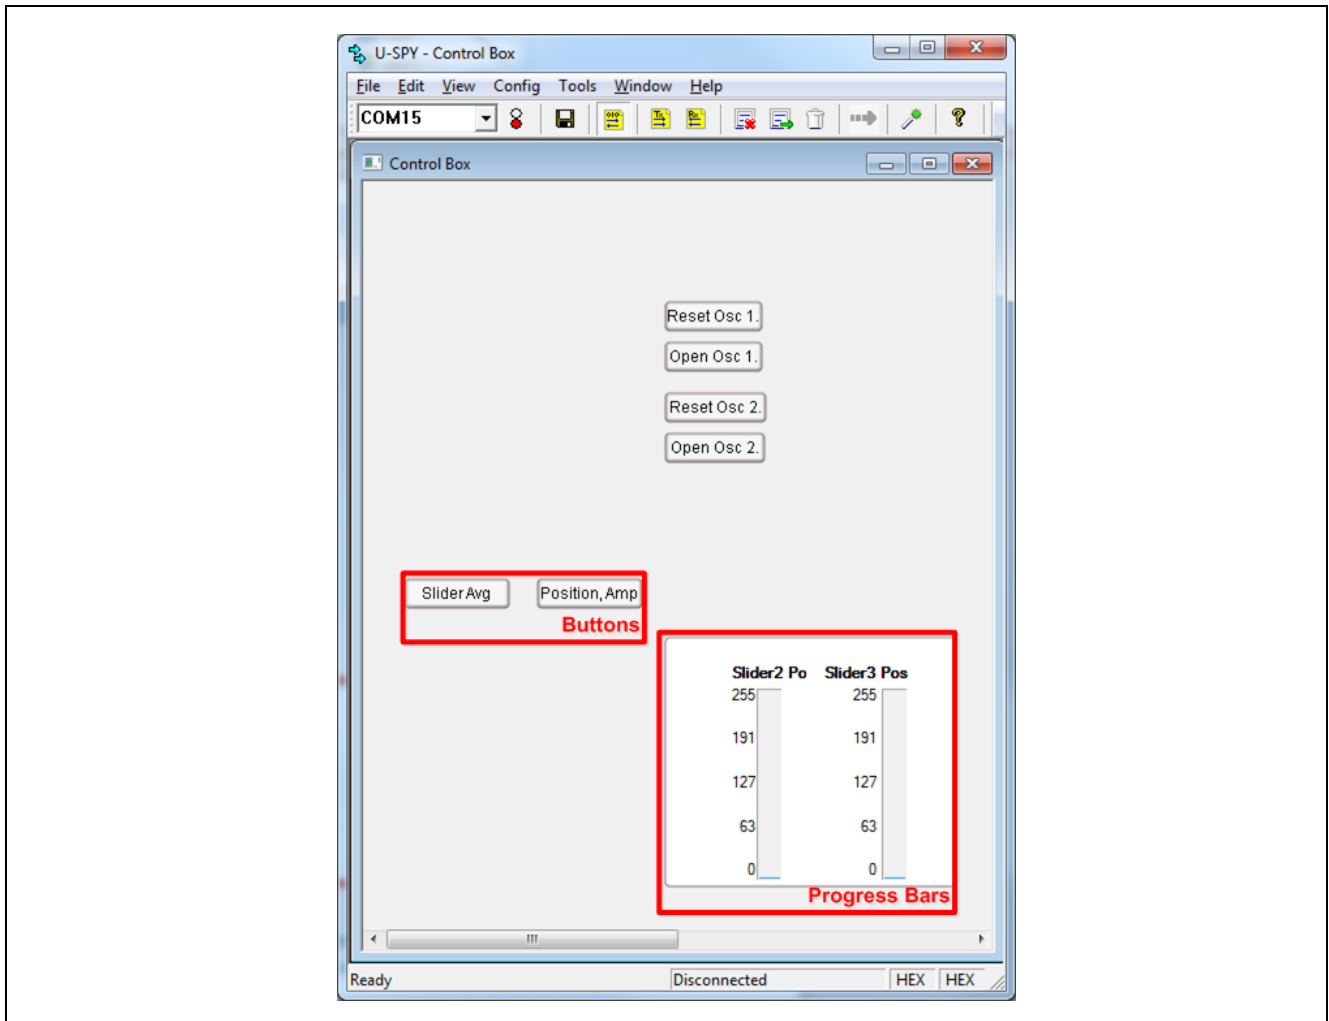 U-SPY - Control Box
File Edit View Config Tools Window Help
COM15
Control Box
Reset Osc 1.
Open Osc 1.
Reset Osc 2.
Open Osc 2.
Slider Avg Position, Amp
Buttons
Slider2 Po Slider3 Pos
255 255
191 191
127 127
63 63
0 0
Progress Bars
Ready Disconnected HEX HEX